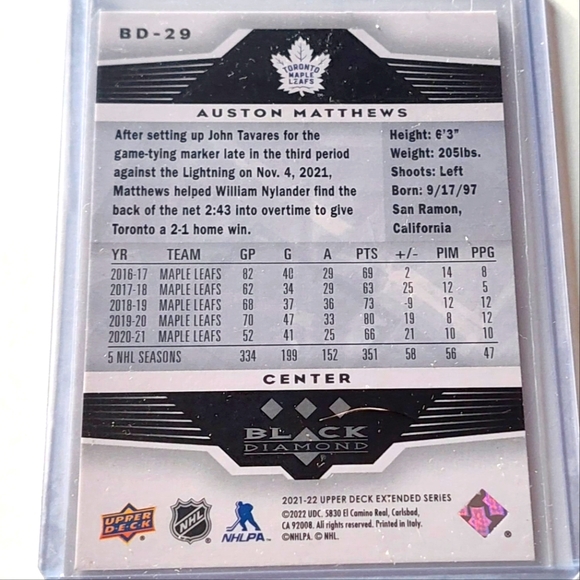 BD-29
TORONTO
MAPLE
LEAFS
AUSTON MATTHEWS
After setting up John Tavares for the
game-tying marker late in the third period
against the Lightning on Nov. 4, 2021,
Matthews helped William Nylander find the
back of the net 2:43 into overtime to give
Toronto a 2-1 home win.
Height: 6'3"
Weight: 205lbs.
Shoots: Left
Born: 9/17/97
San Ramon,
California
YR TEAM GP G A PTS +/- PIM PPG
2016-17 MAPLE LEAFS 82 40 29 69 2 14 8
2017-18 MAPLE LEAFS 62 34 29 63 25 12 5
2018-19 MAPLE LEAFS 68 37 36 73 -9 12 12
2019-20 MAPLE LEAFS 70 47 33 80 19 8 12
2020-21 MAPLE LEAFS 52 41 25 66 21 10 10
5 NHL SEASONS 334 199 152 351 58 56 47
CENTER
BLACK
DIAMOND®
2021-22 UPPER DECK EXTENDED SERIES
©2022 UDC. 5830 El Camino Real, Carlsbad,
CA 92008. All rights reserved. Printed in Italy.
©NHLPA. ©NHL.
UPPER
DECK
NHL
NHLPA
®